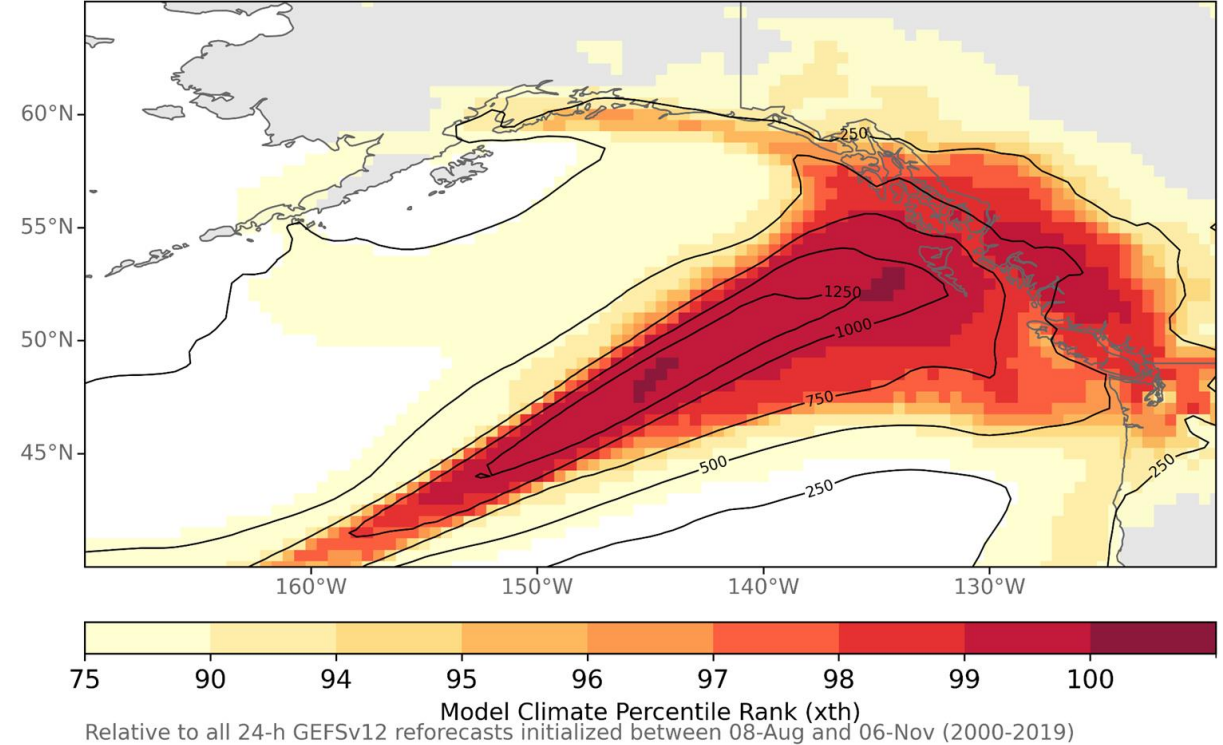 60°N
55°N
50°N
45°N
250
1250
1000
750
500
250
250
160°W
150°W
140°W
130°W
75 90 94 95 96 97 98 99 100
Model Climate Percentile Rank (xth)
Relative to all 24-h GEFSv12 reforecasts initialized between 08-Aug and 06-Nov (2000-2019)